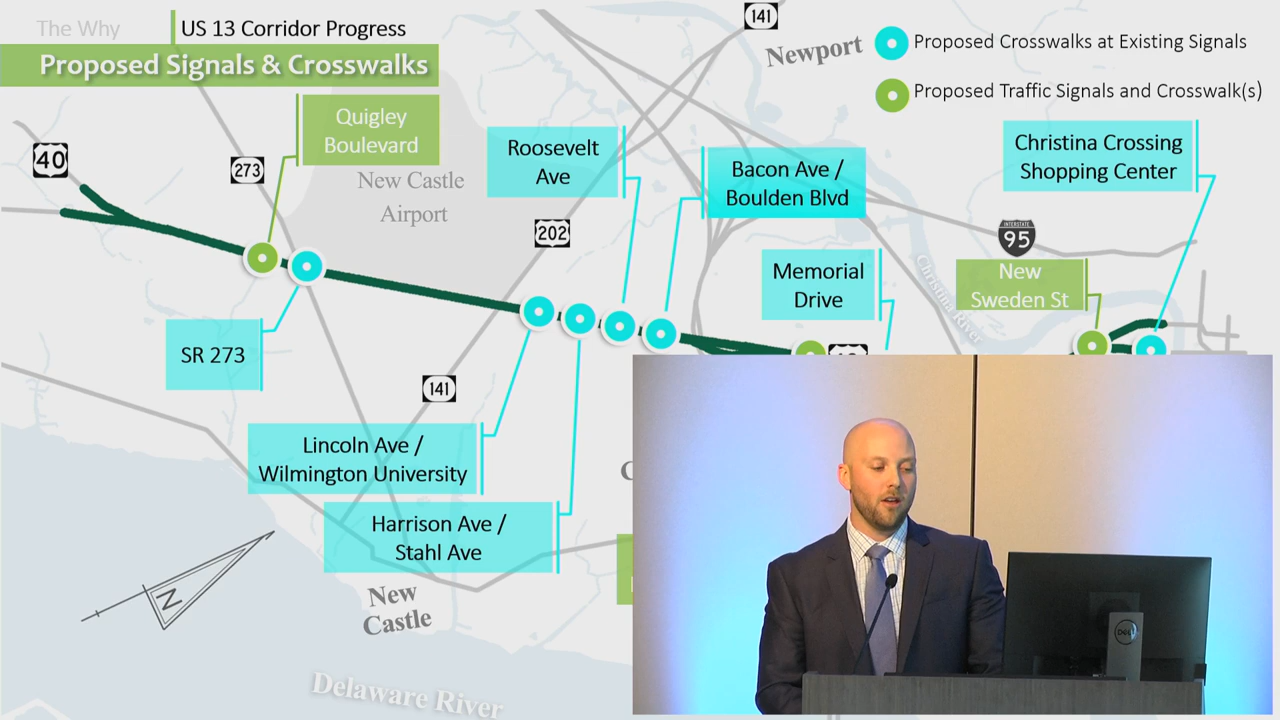 The Why
US 13 Corridor Progress
Proposed Signals & Crosswalks
141
Newport
Proposed Crosswalks at Existing Signals
Proposed Traffic Signals and Crosswalk(s)
Quigley
Boulevard
40
273
New Castle
Airport
Roosevelt
Ave
Bacon Ave /
Boulden Blvd
Christina Crossing
Shopping Center
202
INTERSTATE
95
Memorial
Drive
Christina River
New
Sweden St
SR 273
141
Lincoln Ave /
Wilmington University
Harrison Ave /
Stahl Ave
N
New
Castle
Delaware River
DELL